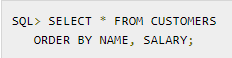 SQL> SELECT * FROM CUSTOMERS
ORDER BY NAME, SALARY;